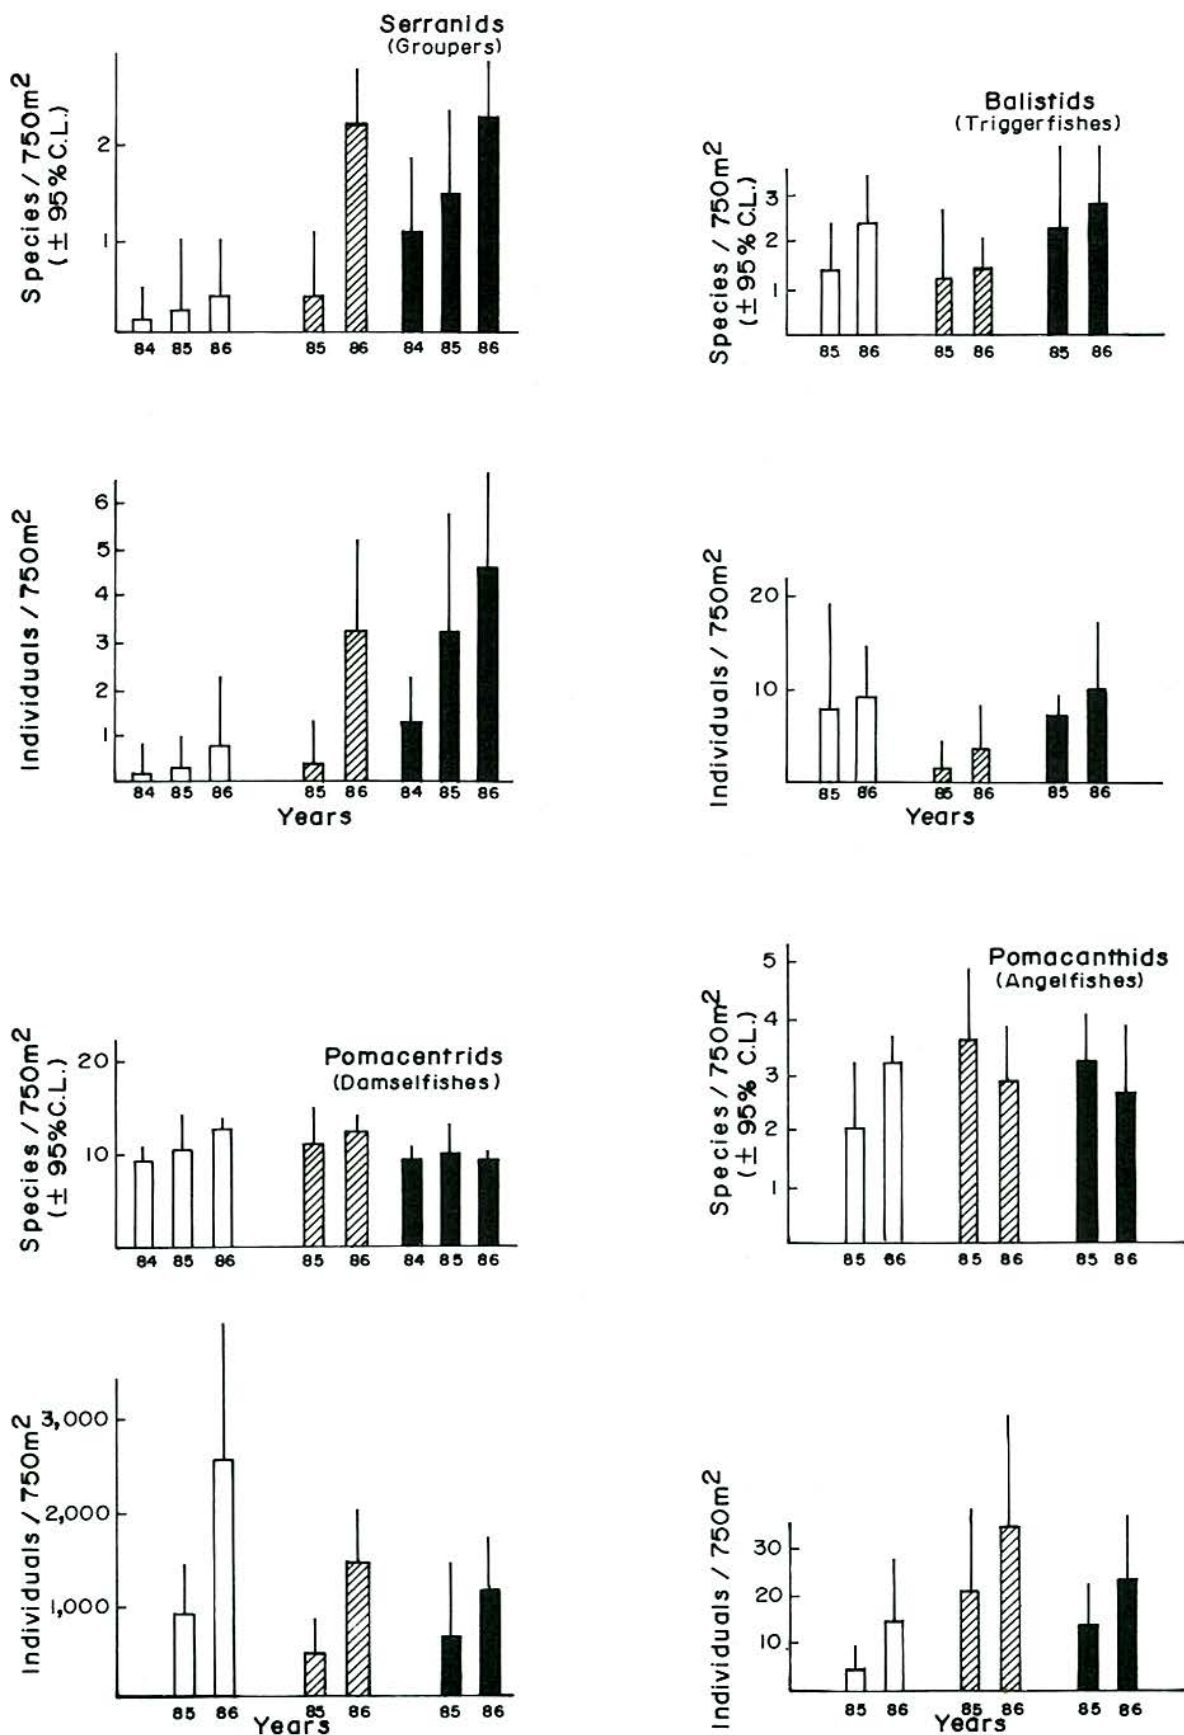 Serranids
(Groupers)
Species / 750m²
(± 95% C.L.)
2
1
84 85 86 85 86 84 85 86
Individuals / 750m²
6
5
4
3
2
1
84 85 86 85 86 84 85 86
Years
Balistids
(Triggerfishes)
Species / 750m²
(± 95% C.L.)
3
2
1
85 86 85 86 85 86
Individuals / 750m²
20
10
85 86 85 86 85 86
Years
Pomacentrids
(Damselfishes)
Species / 750m²
(± 95% C.L.)
20
10
84 85 86 85 86 84 85 86
Individuals / 750m²
3,000
2,000
1,000
85 86 85 86 85 86
Years
Pomacanthids
(Angelfishes)
Species / 750m²
(± 95% C.L.)
5
4
3
2
1
85 86 85 86 85 86
Individuals / 750m²
30
20
10
85 86 85 86 85 86
Years